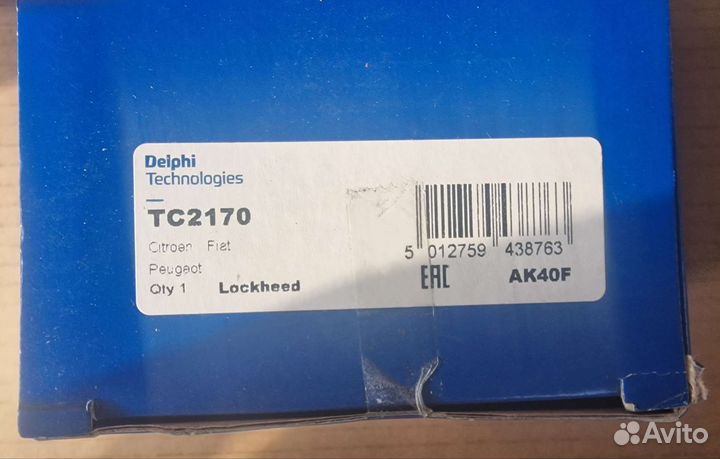 Delphi
Technologies
TC2170
Citroen Fiat
Peugeot
Qty 1 Lockheed
5 012759 438763
EAC AK40F
Avito